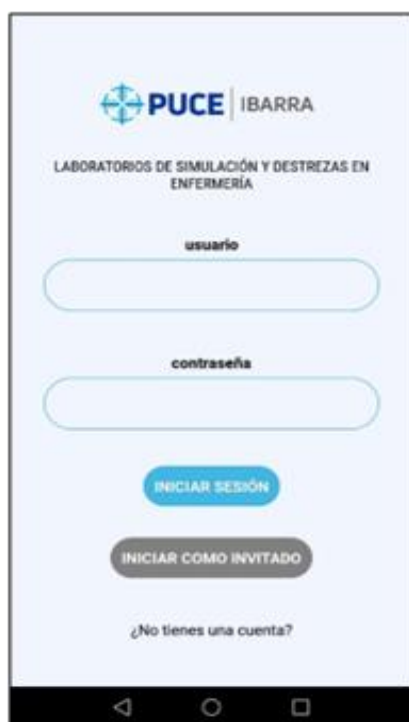 PUCE | IBARRA
LABORATORIOS DE SIMULACIÓN Y DESTREZAS EN
ENFERMERÍA
usuario
contraseña
INICIAR SESIÓN
INICIAR COMO INVITADO
¿No tienes una cuenta?